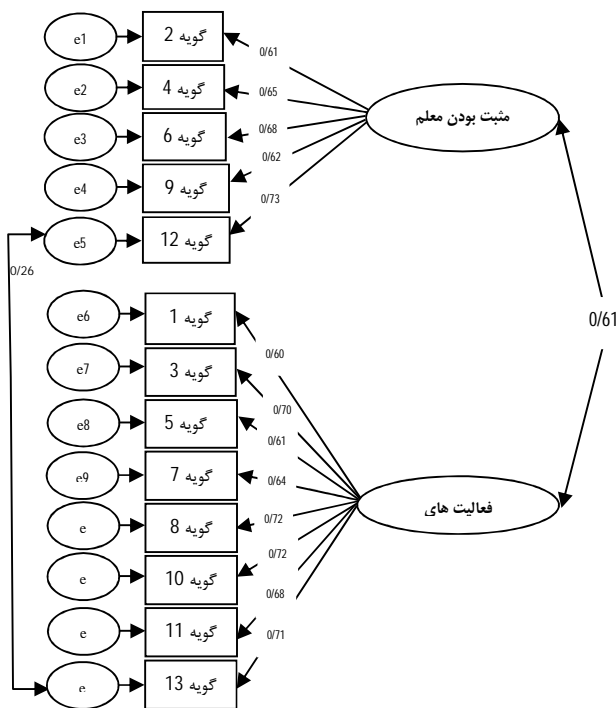 e1
گویه 2
0/61
e2
گویه 4
0/65
مثبت بودن معلم
e3
گویه 6
0/68
e4
گویه 9
0/62
e5
گویه 12
0/73
0/26
e6
گویه 1
0/60
0/61
e7
گویه 3
0/70
e8
گویه 5
0/61
e9
گویه 7
0/64
فعالیت های
e
گویه 8
0/72
e
گویه 10
0/72
e
گویه 11
0/68
e
گویه 13
0/71